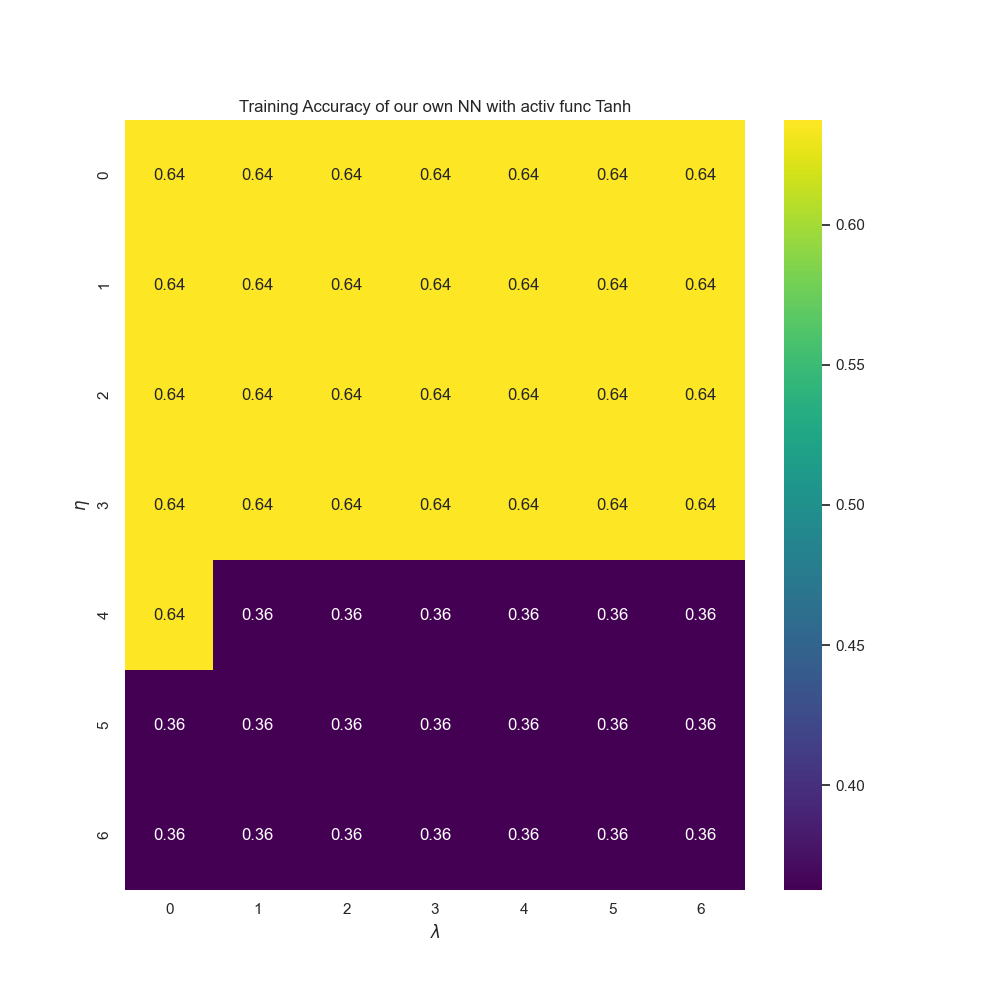 Training Accuracy of our own NN with activ func Tanh
0 0.64 0.64 0.64 0.64 0.64 0.64 0.64
0.60
1 0.64 0.64 0.64 0.64 0.64 0.64 0.64
0.55
2 0.64 0.64 0.64 0.64 0.64 0.64 0.64
η 3 0.64 0.64 0.64 0.64 0.64 0.64 0.64
0.50
4 0.64 0.36 0.36 0.36 0.36 0.36 0.36
0.45
5 0.36 0.36 0.36 0.36 0.36 0.36 0.36
0.40
6 0.36 0.36 0.36 0.36 0.36 0.36 0.36
0 1 2 3 4 5 6
λ